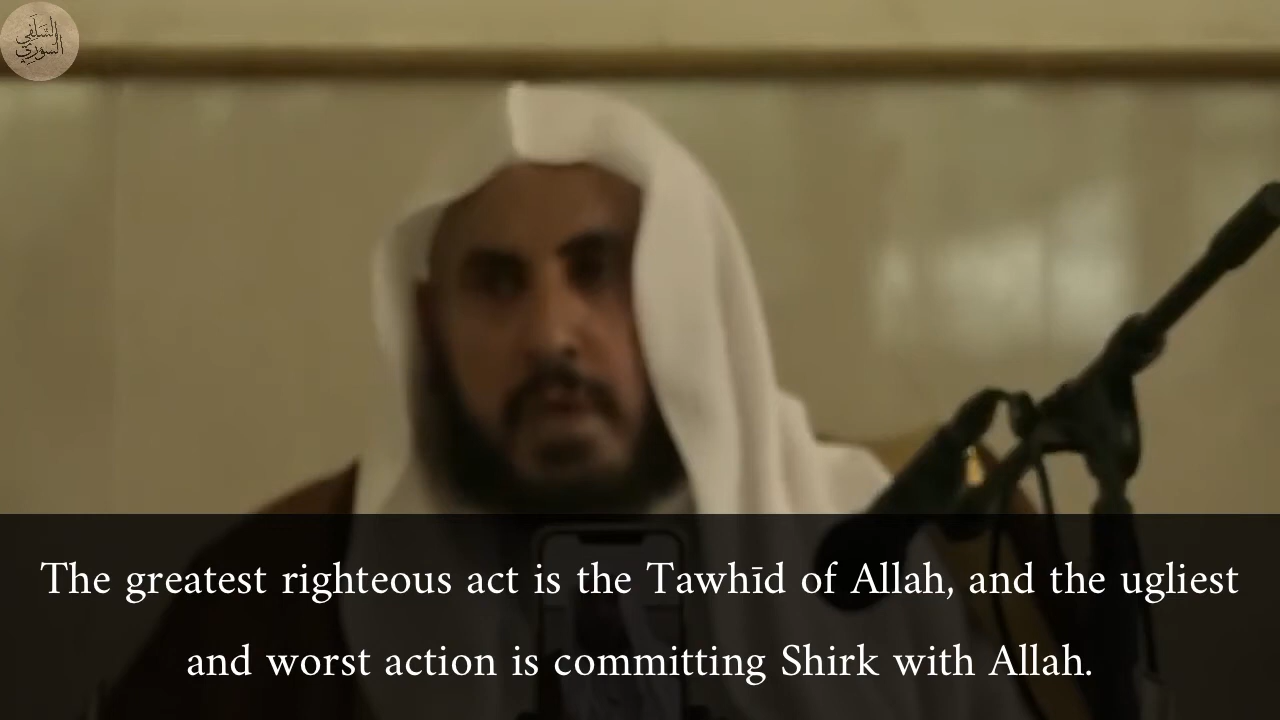 السلفي
السوري
The greatest righteous act is the Tawhīd of Allah, and the ugliest
and worst action is committing Shirk with Allah.